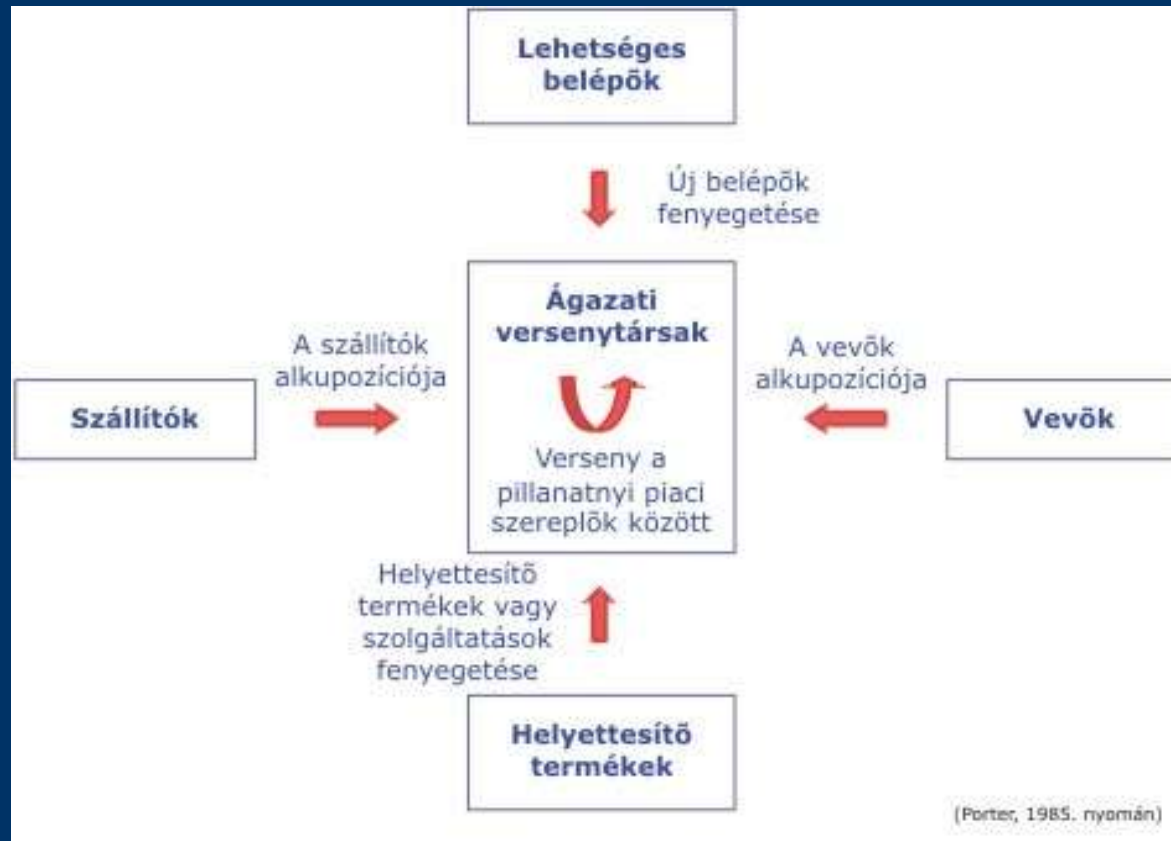 Lehetséges
belépõk
Új belépõk
fenyegetése
Ágazati
versenytársak
A szállítók
alkupozíciója
A vevõk
alkupozíciója
Szállítók
Vevõk
Verseny a
pillanatnyi piaci
szereplõk között
Helyettesítõ
termékek vagy
szolgáltatások
fenyegetése
Helyettesítõ
termékek
(Porter, 1985. nyomán)